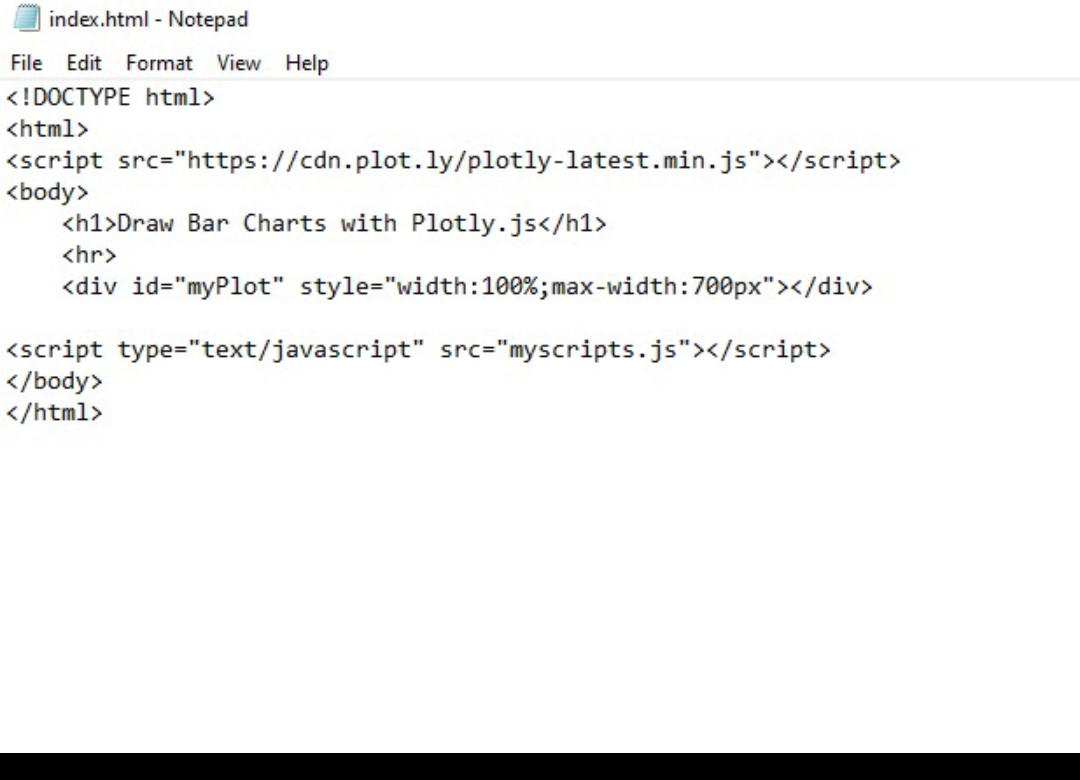 index.html - Notepad
File Edit Format View Help
<!DOCTYPE html>
<html>
<script src="https://cdn.plot.ly/plotly-latest.min.js"></script>
<body>
    <h1>Draw Bar Charts with Plotly.js</h1>
    <hr>
    <div id="myPlot" style="width:100%;max-width:700px"></div>

<script type="text/javascript" src="myscripts.js"></script>
</body>
</html>